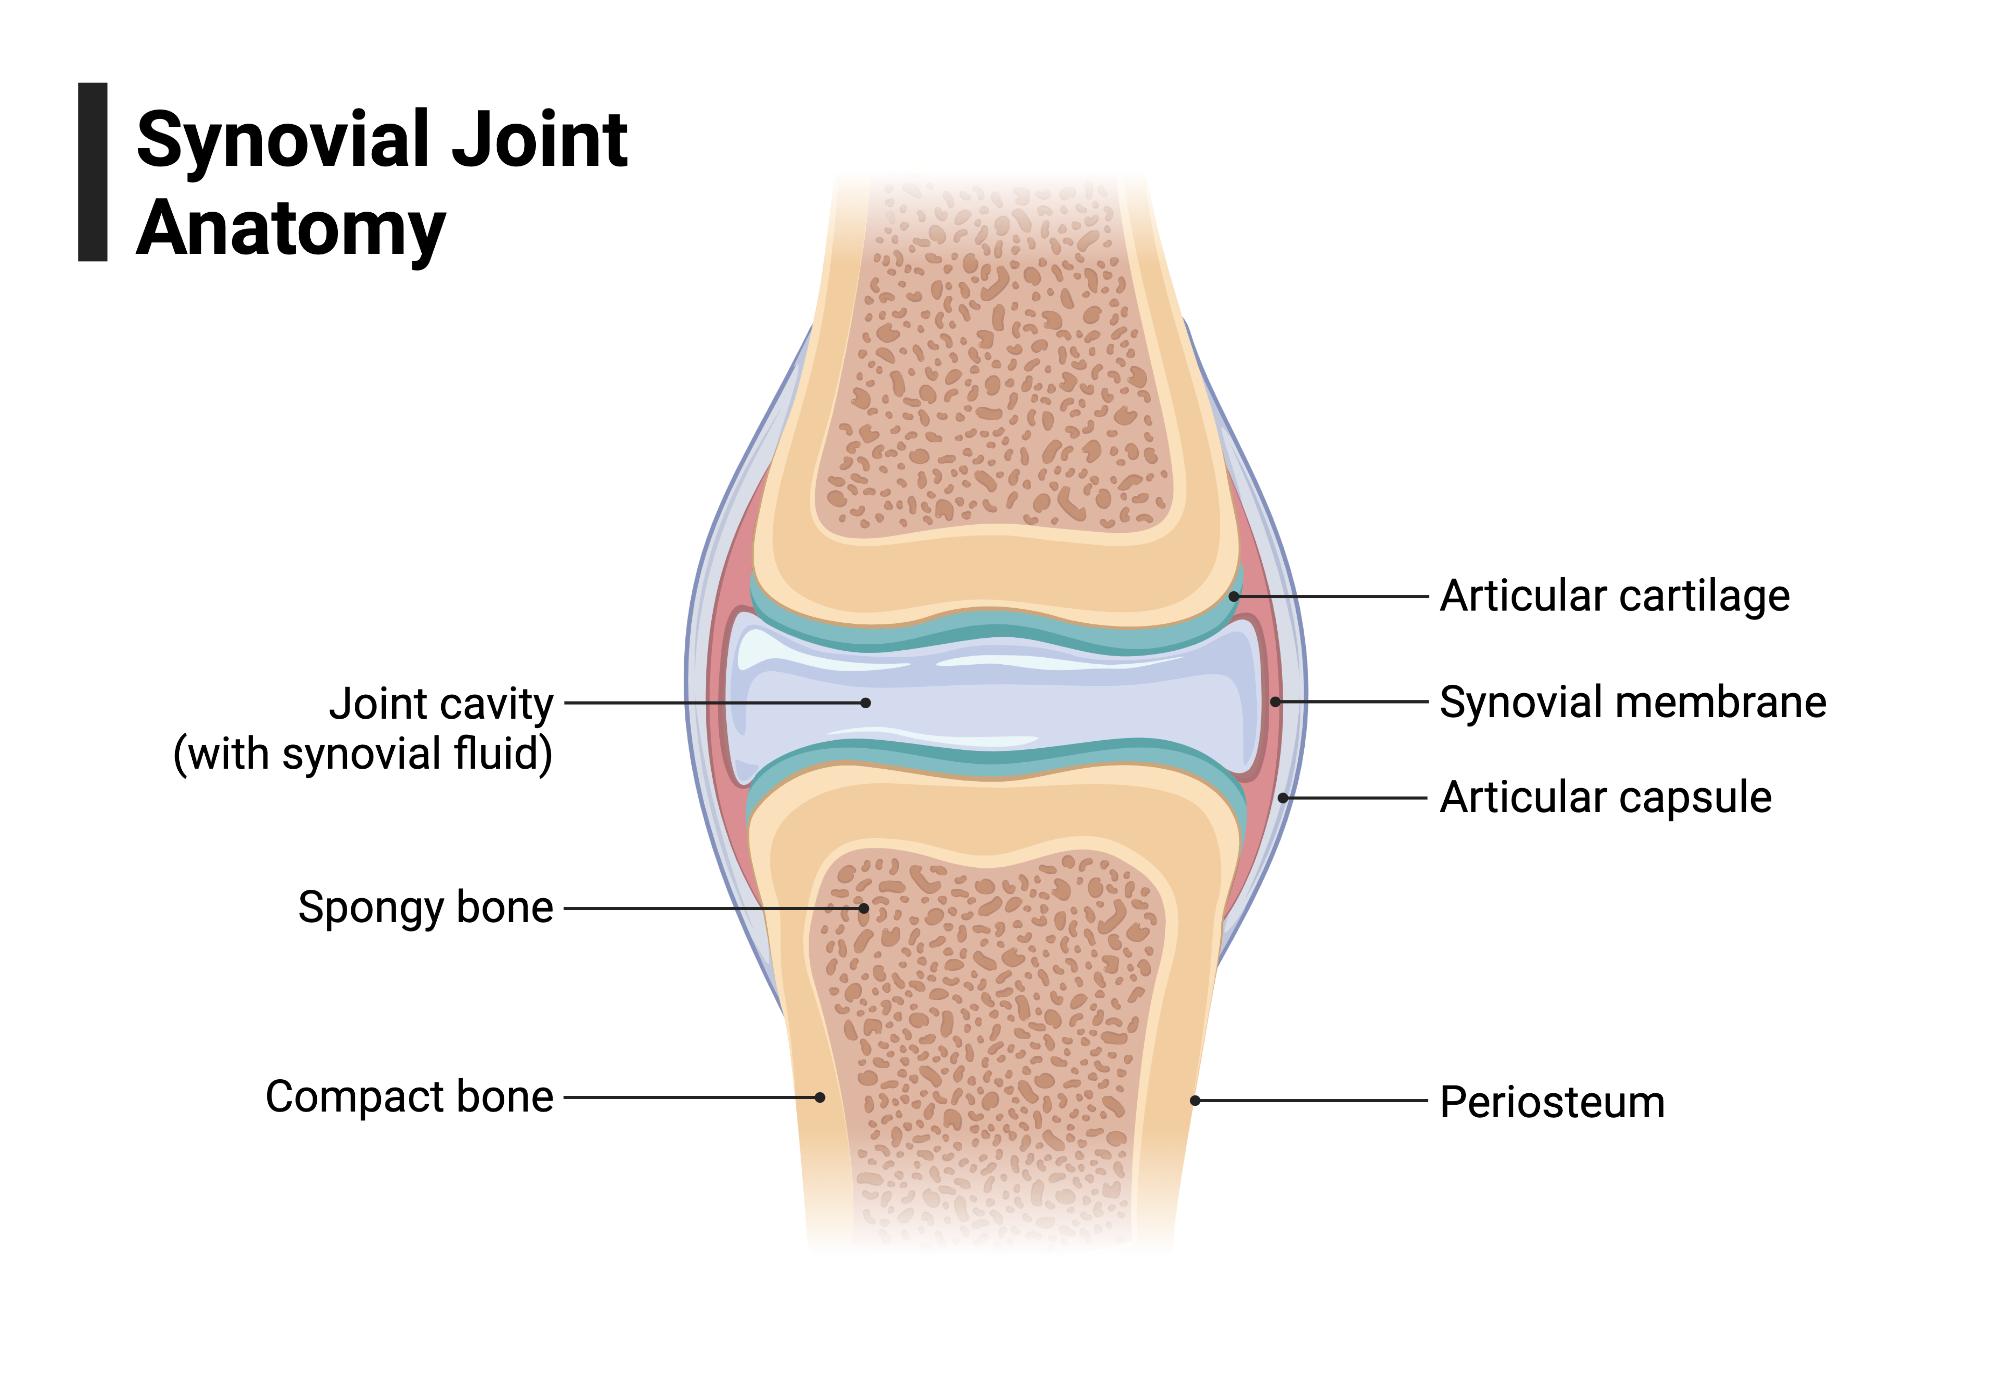 Synovial Joint
Anatomy
Articular cartilage
Joint cavity
(with synovial fluid)
Synovial membrane
Articular capsule
Spongy bone
Compact bone
Periosteum